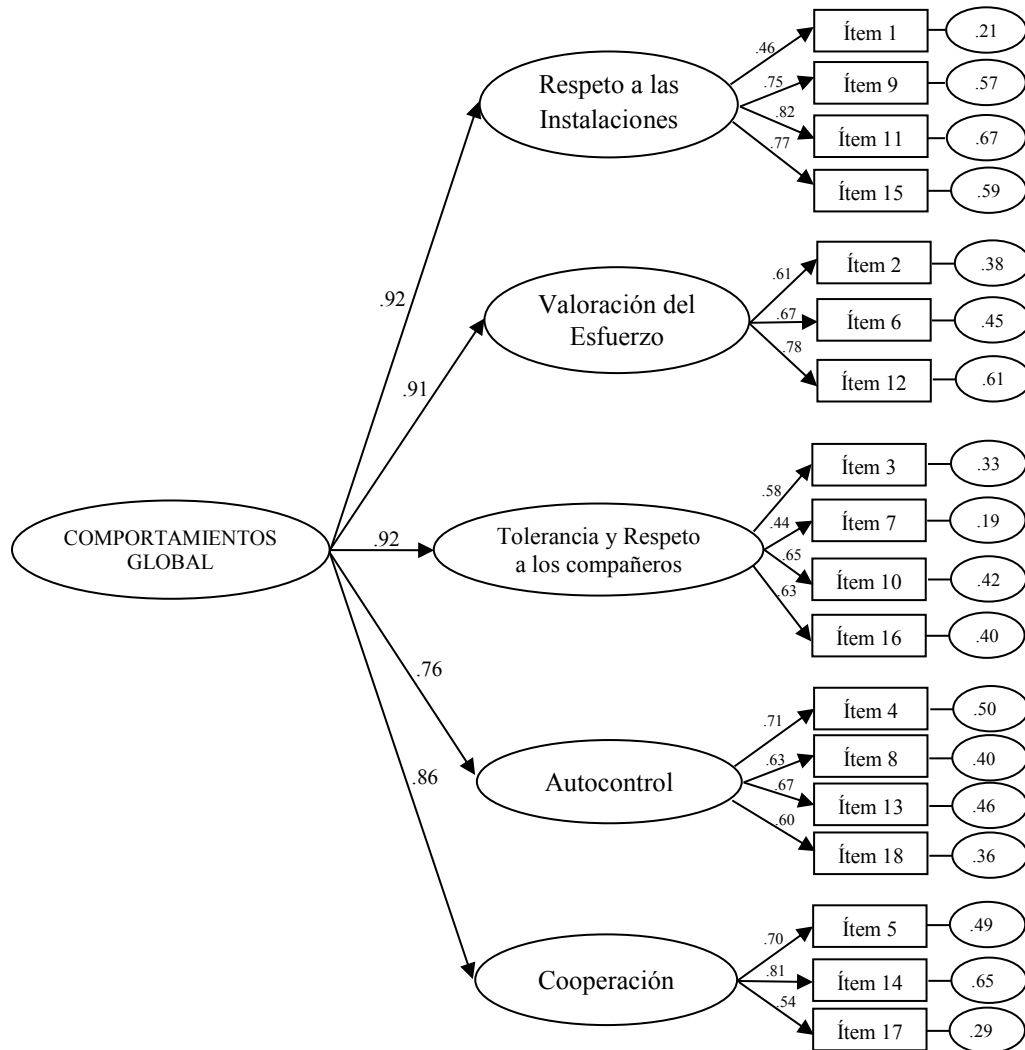 COMPORTAMIENTOS
GLOBAL
.92
.91
.92
.76
.86
Respeto a las
Instalaciones
.46
.75
.82
.77
Ítem 1
.21
Ítem 9
.57
Ítem 11
.67
Ítem 15
.59
Valoración del
Esfuerzo
.61
.67
.78
Ítem 2
.38
Ítem 6
.45
Ítem 12
.61
Tolerancia y Respeto
a los compañeros
.58
.44
.65
.63
Ítem 3
.33
Ítem 7
.19
Ítem 10
.42
Ítem 16
.40
Autocontrol
.71
.63
.67
.60
Ítem 4
.50
Ítem 8
.40
Ítem 13
.46
Ítem 18
.36
Cooperación
.70
.81
.54
Ítem 5
.49
Ítem 14
.65
Ítem 17
.29